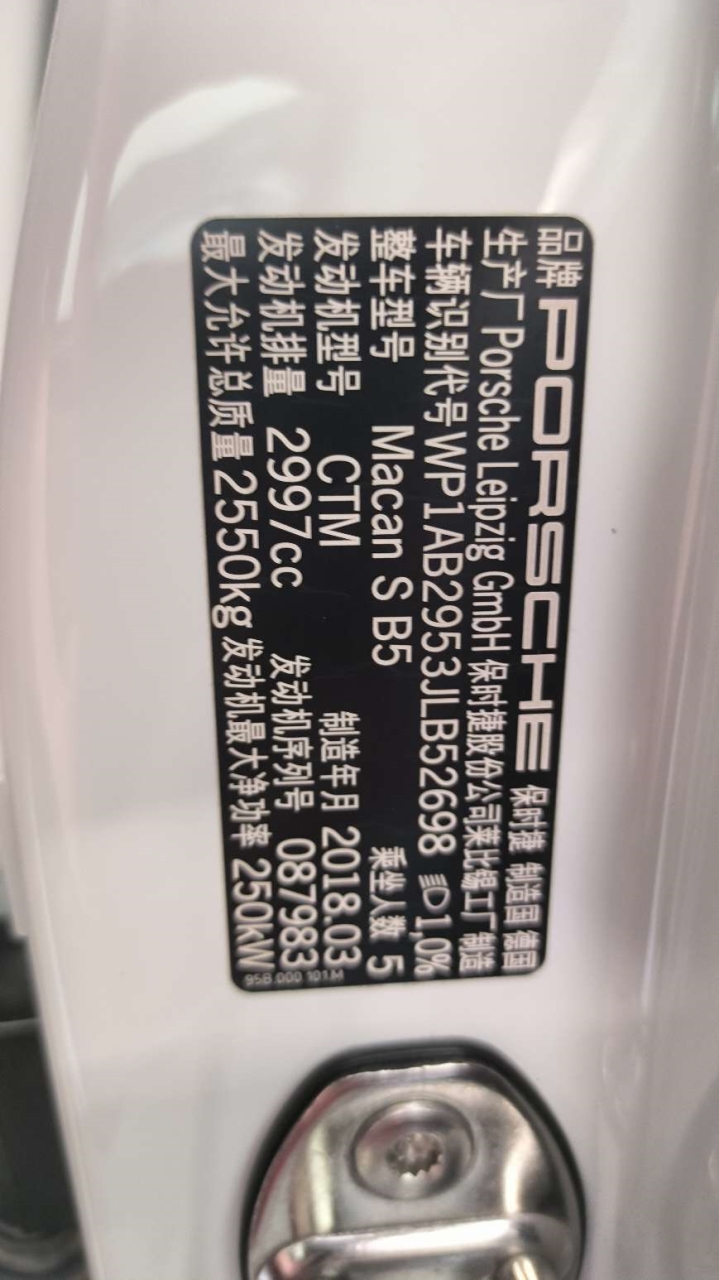 品牌 PORSCHE 保时捷 制造国 德国
生产厂 Porsche Leipzig GmbH 保时捷股份公司莱比锡工厂 制造
车辆识别代号 WP1AB2953JLB52698 1,0%
整车型号 Macan S B5 乘坐人数 5
发动机型号 CTM 制造年月 2018.03
发动机排量 2997cc 发动机序列号 087983
最大允许总质量 2550kg 发动机最大净功率 250kW
95B.000 101.M